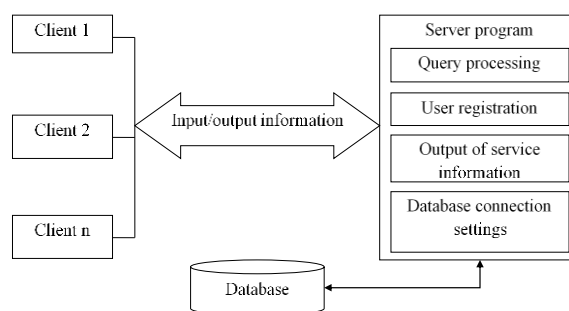 Client 1
Client 2
Client n
Input/output information
Server program
Query processing
User registration
Output of service
information
Database connection
settings
Database